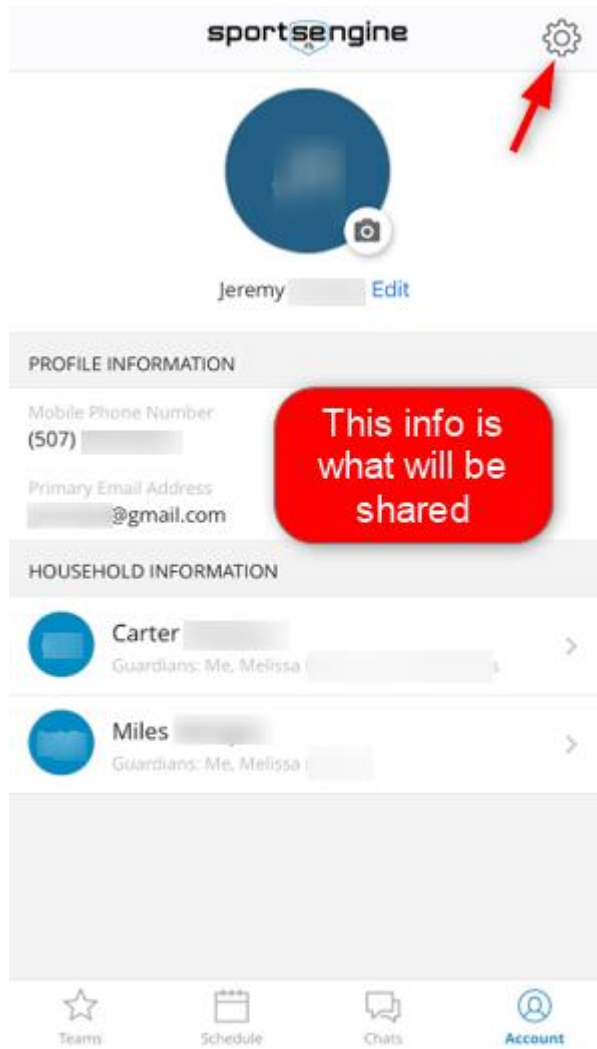 sportsengine
Jeremy Edit
PROFILE INFORMATION
Mobile Phone Number
(507)
Primary Email Address
@gmail.com
This info is
what will be
shared
HOUSEHOLD INFORMATION
Carter
Guardians: Me, Melissa
Miles
Guardians: Me, Melissa
Teams Schedule Chats Account